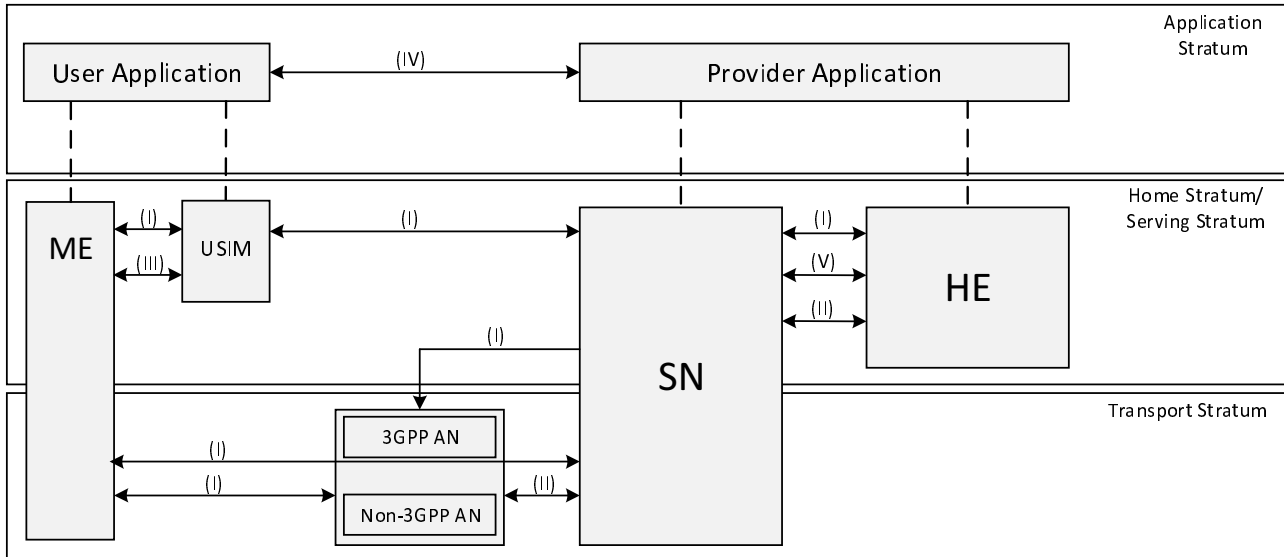 Application
Stratum
User Application
(IV)
Provider Application
Home Stratum/
Serving Stratum
ME
(I)
(III)
USIM
(I)
(I)
(V)
(II)
HE
(I)
SN
Transport Stratum
3GPP AN
(I)
(I)
(II)
Non-3GPP AN